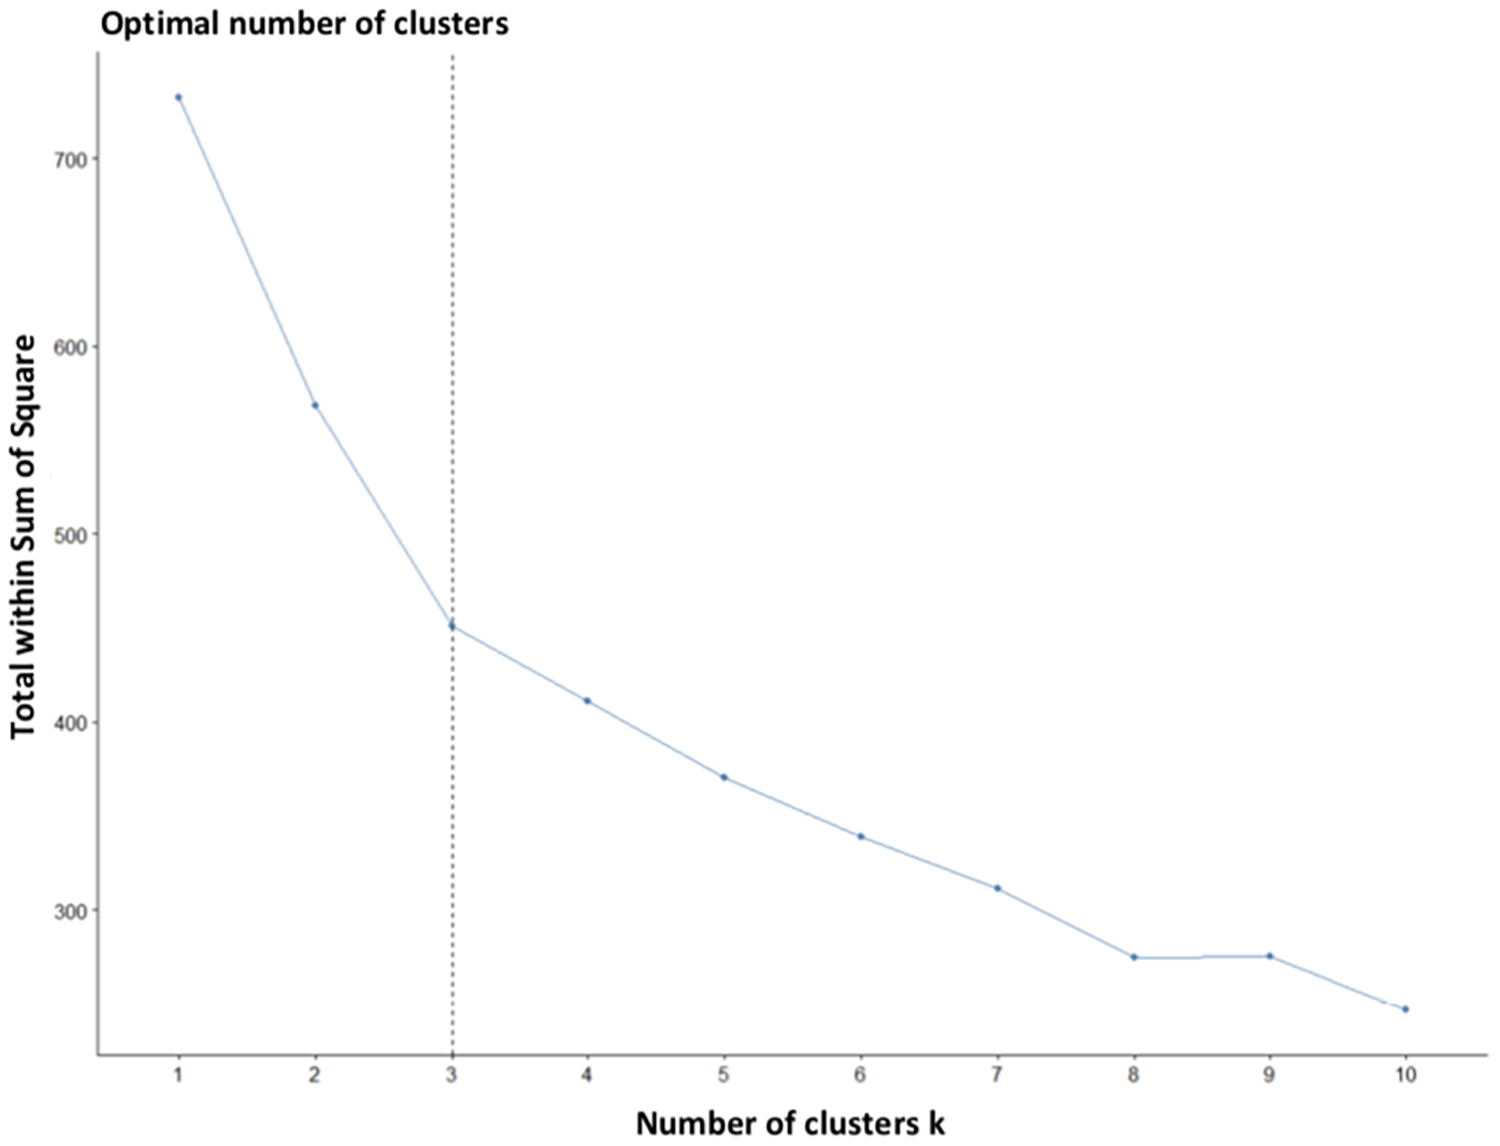 Optimal number of clusters
700
600
500
400
300
Total within Sum of Square
1 2 3 4 5 6 7 8 9 10
Number of clusters k